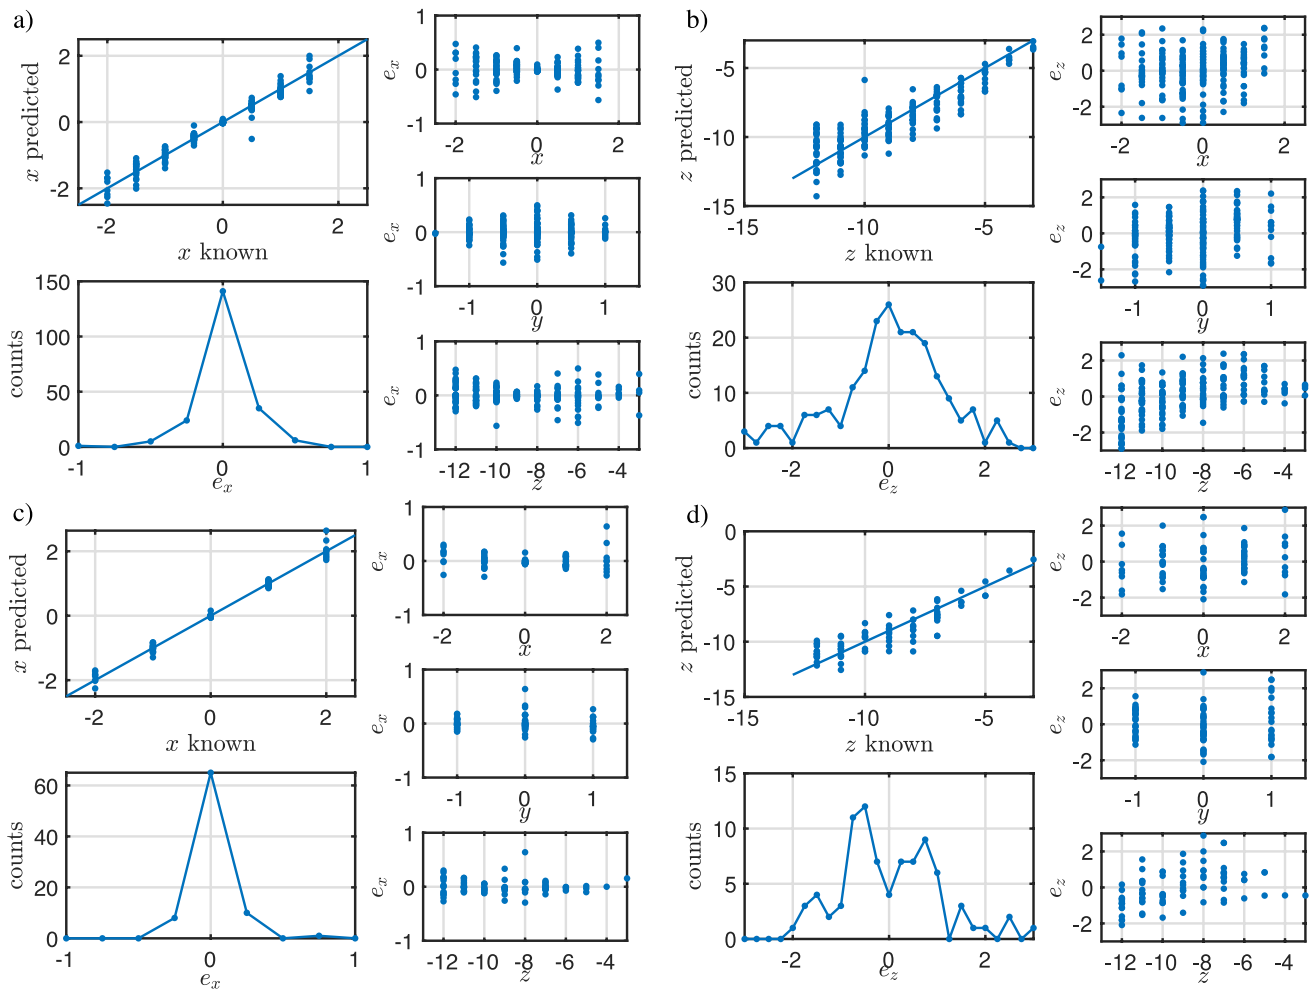 a)
2
0
-2
x predicted
-2 0 2
x known
1
0
-1
e_x
-2 0 2
x
1
0
-1
e_x
-1 0 1
y
150
100
50
0
counts
-1 0 1
e_x
1
0
-1
e_x
-12 -10 -8 -6 -4
z
b)
-5
-10
-15
z predicted
-15 -10 -5
z known
2
0
-2
e_z
-2 0 2
x
2
0
-2
e_z
-1 0 1
y
30
20
10
0
counts
-2 0 2
e_z
2
0
-2
e_z
-12 -10 -8 -6 -4
z
c)
2
0
-2
x predicted
-2 0 2
x known
1
0
-1
e_x
-2 0 2
x
1
0
-1
e_x
-1 0 1
y
60
40
20
0
counts
-1 0 1
e_x
1
0
-1
e_x
-12 -10 -8 -6 -4
z
d)
0
-5
-10
-15
z predicted
-15 -10 -5
z known
2
0
-2
e_z
-2 0 2
x
2
0
-2
e_z
-1 0 1
y
15
10
5
0
counts
-2 0 2
e_z
2
0
-2
e_z
-12 -10 -8 -6 -4
z